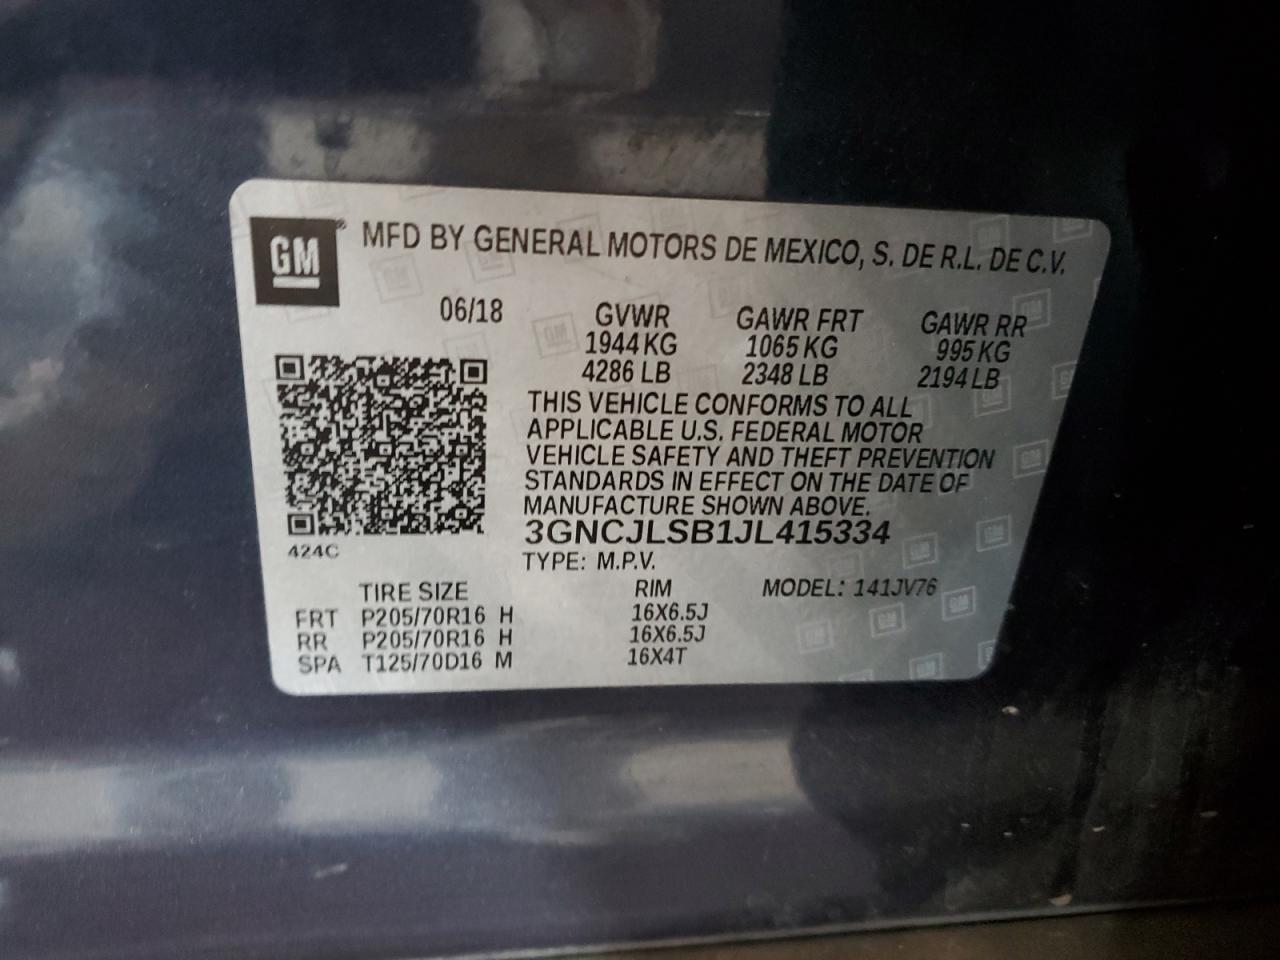 GM® MFD BY GENERAL MOTORS DE MEXICO, S. DE R.L. DE C.V.
06/18 GVWR GAWR FRT GAWR RR
1944 KG 1065 KG 995 KG
4286 LB 2348 LB 2194 LB
THIS VEHICLE CONFORMS TO ALL
APPLICABLE U.S. FEDERAL MOTOR
VEHICLE SAFETY AND THEFT PREVENTION
STANDARDS IN EFFECT ON THE DATE OF
MANUFACTURE SHOWN ABOVE.
3GNCJLSB1JL415334
424C TYPE: M.P.V.
TIRE SIZE RIM MODEL: 141JV76
FRT P205/70R16 H 16X6.5J
RR P205/70R16 H 16X6.5J
SPA T125/70D16 M 16X4T